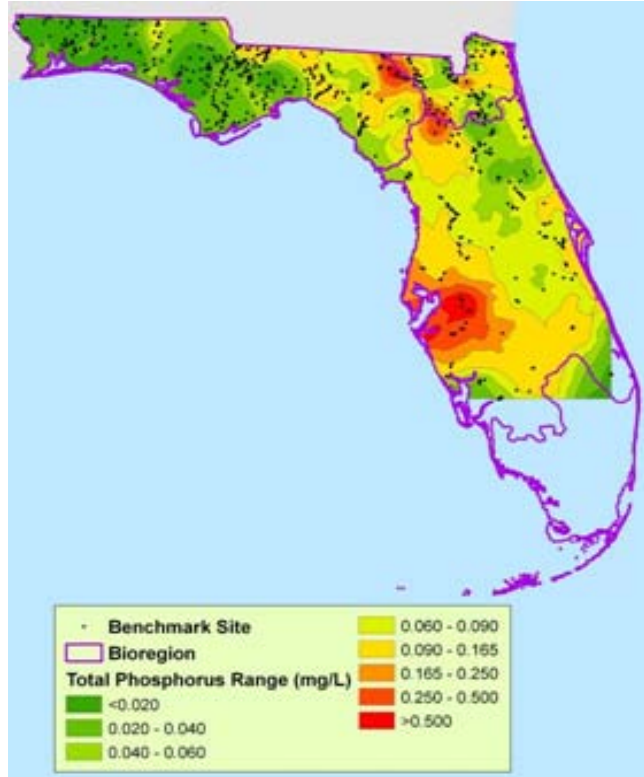 Benchmark Site
Bioregion
Total Phosphorus Range (mg/L)
<0.020
0.020 - 0.040
0.040 - 0.060
0.060 - 0.090
0.090 - 0.165
0.165 - 0.250
0.250 - 0.500
>0.500